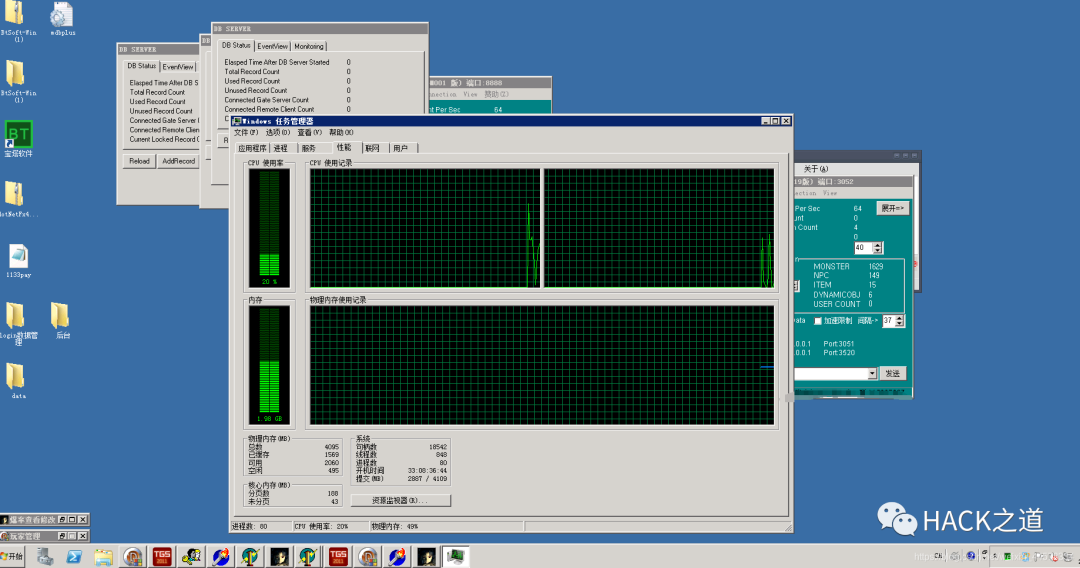 BtSoft-Win
(1)
mdbplus
BtSoft-Win
(1)
BT
宝塔软件
dotNetFx4...
1133pay
login数据管
理
后台
data
DB SERVER
DB Status
EventView
Elasped Time After DB S
Total Record Count
Used Record Count
Unused Record Count
Connected Gate Server
Connected Remote Clien
Current Locked Record C
Reload
AddRecord
DB SERVER
DB Status
EventView
Monitoring
Elasped Time After DB Server Started 0
Total Record Count 0
Used Record Count 0
Unused Record Count 0
Connected Gate Server Count 0
Connected Remote Client Count 0
版) 端口:8888
nnection View 赞助(Z)
t Per Sec 64
Windows 任务管理器
文件(F) 选项(O) 查看(V) 帮助(H)
应用程序 进程 服务 性能 联网 用户
CPU 使用率
CPU 使用记录
20 %
内存
物理内存使用记录
1.98 GB
物理内存(MB)
总数 4095
已缓存 1569
可用 2060
空闲 495
核心内存(MB)
分页数 188
未分页 43
系统
句柄数 18542
线程数 848
进程数 80
开机时间 33:08:36:44
提交(MB) 2887 / 4109
资源监视器(R)...
进程数: 80
CPU 使用率: 20%
物理内存: 49%
关于(A)
版) 端口:3052
ection View
Per Sec 64
展开=>
unt 0
n Count 4
0
40
MONSTER 1629
NPC 149
ITEM 15
DYNAMICOBJ 6
USER COUNT 0
ata 加速限制 间隔-> 37
0.0.1 Port 3051
0.0.1 Port 3520
发送
爆率查看修改
玩家管理
HACK之道
开始
TGS
2011
TGS
2011
CH